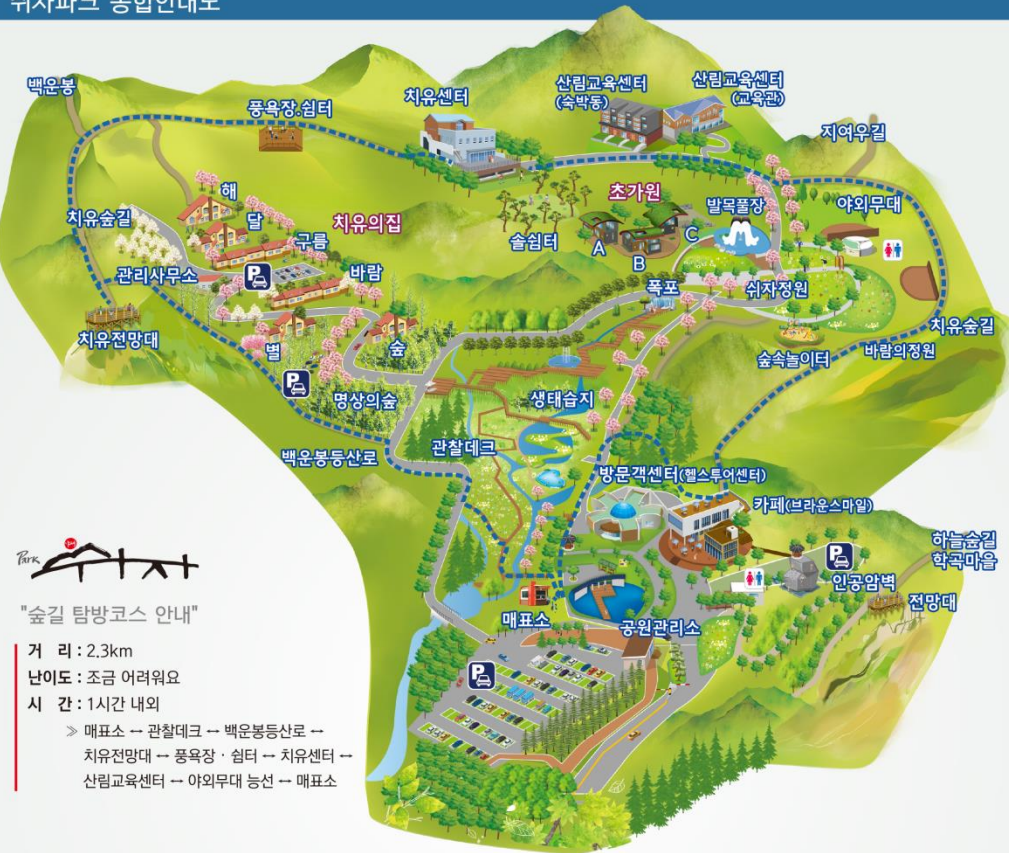 쉬자파크 종합안내도
백운봉
풍욕장.쉼터
치유센터
산림교육센터
(숙박동)
산림교육센터
(교육관)
지여우길
해
달
치유의집
초가원
발목풀장
야외무대
치유숲길
구름
솔쉼터
A
B
C
관리사무소
P
바람
폭포
쉬자정원
치유전망대
별
숲
숲속놀이터
바람의정원
치유숲길
P
명상의숲
생태습지
백운봉등산로
관찰데크
방문객센터(헬스투어센터)
카페(브라운스마일)
하늘숲길
학곡마을
P
인공암벽
전망대
매표소
공원관리소
P
Park 쉬자
"숲길 탐방코스 안내"
거 리 : 2.3km
난이도 : 조금 어려워요
시 간 : 1시간 내외
≫ 매표소 ↔ 관찰데크 ↔ 백운봉등산로 ↔
치유전망대 ↔ 풍욕장 · 쉼터 ↔ 치유센터 ↔
산림교육센터 ↔ 야외무대 능선 ↔ 매표소